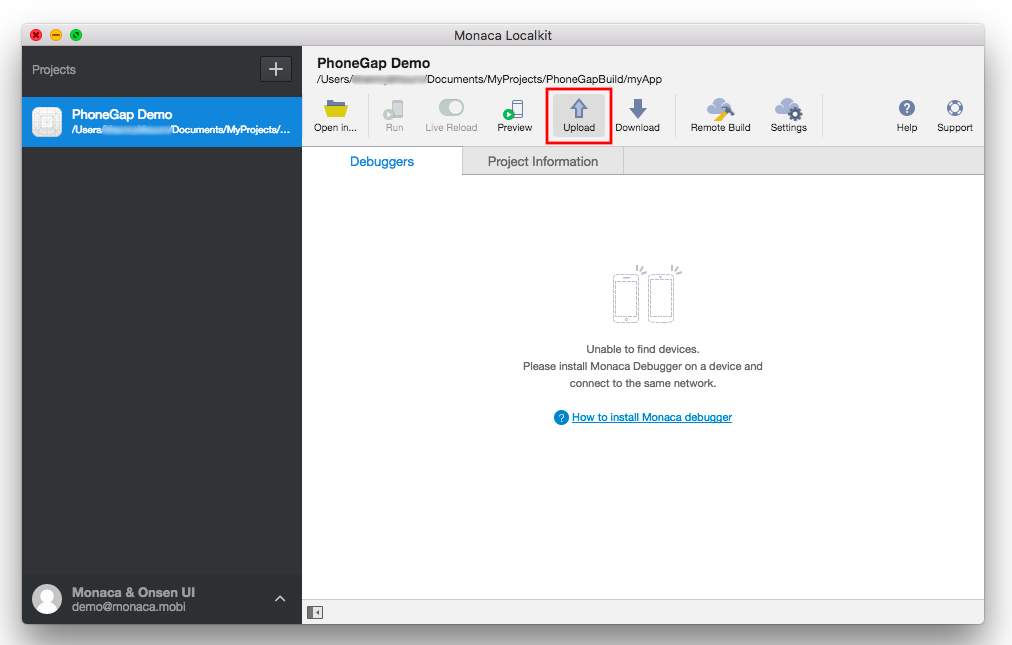 Monaca Localkit
Projects
PhoneGap Demo
/Users/ /Documents/MyProjects/...
Monaca & Onsen UI
demo@monaca.mobi
PhoneGap Demo
/Users/ /Documents/MyProjects/PhoneGapBuild/myApp
Open in...
Run
Live Reload
Preview
Upload
Download
Remote Build
Settings
Help
Support
Debuggers
Project Information
Unable to find devices.
Please install Monaca Debugger on a device and
connect to the same network.
? How to install Monaca debugger